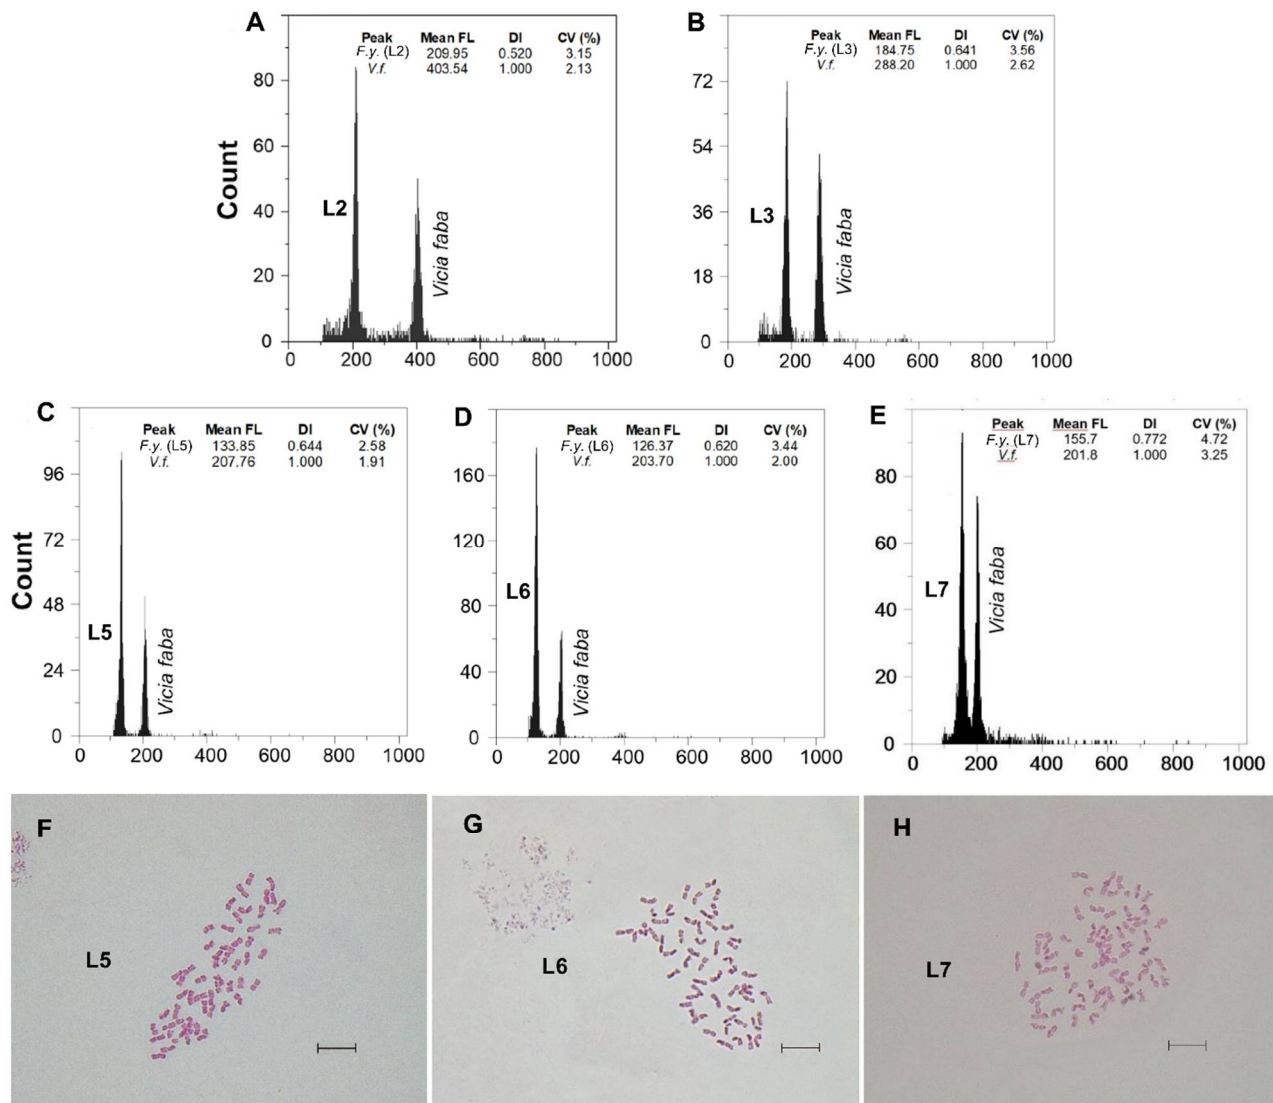 A
Peak Mean FL DI CV (%)
F.y. (L2) 209.95 0.520 3.15
V.f. 403.54 1.000 2.13
Count
80
60
40
20
0
L2
Vicia faba
0 200 400 600 800 1000
B
Peak Mean FL DI CV (%)
F.y. (L3) 184.75 0.641 3.56
V.f. 288.20 1.000 2.62
72
54
36
18
0
L3
Vicia faba
0 200 400 600 800 1000
C
Peak Mean FL DI CV (%)
F.y. (L5) 133.85 0.644 2.58
V.f. 207.76 1.000 1.91
Count
96
72
48
24
0
L5
Vicia faba
0 200 400 600 800 1000
D
Peak Mean FL DI CV (%)
F.y. (L6) 126.37 0.620 3.44
V.f. 203.70 1.000 2.00
160
120
80
40
0
L6
Vicia faba
0 200 400 600 800 1000
E
Peak Mean FL DI CV (%)
F.y. (L7) 155.7 0.772 4.72
V.f. 201.8 1.000 3.25
80
60
40
20
0
L7
Vicia faba
0 200 400 600 800 1000
F
L5
G
L6
H
L7